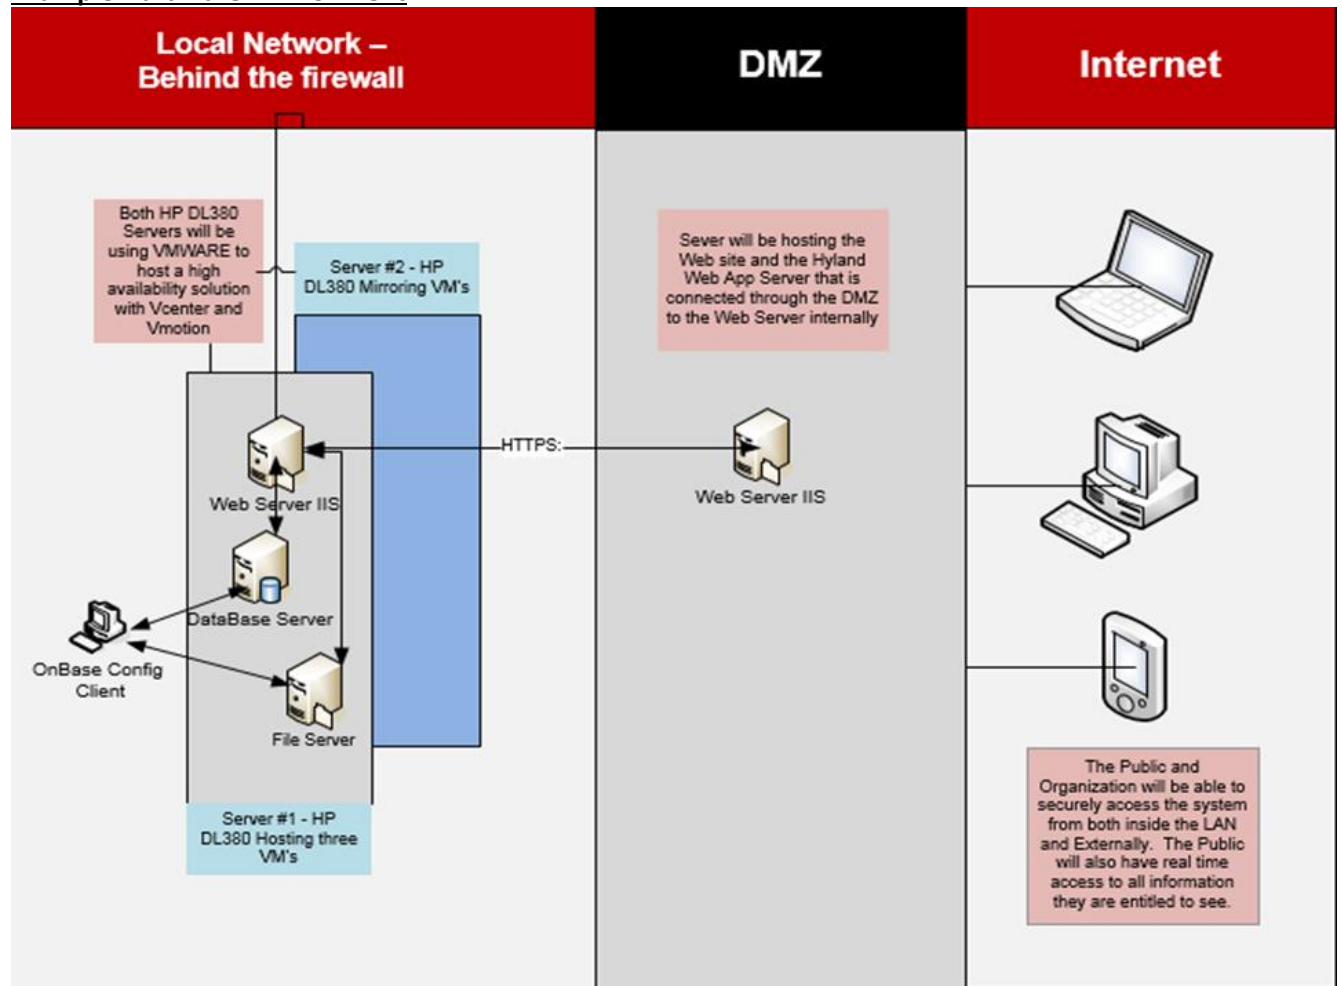 Local Network –
Behind the firewall
DMZ
Internet
Both HP DL380
Servers will be
using VMWARE to
host a high
availability solution
with Vcenter and
Vmotion
Server #2 - HP
DL380 Mirroring VM's
Sever will be hosting the
Web site and the Hyland
Web App Server that is
connected through the DMZ
to the Web Server internally
HTTPS:
Web Server IIS
Web Server IIS
DataBase Server
OnBase Config
Client
File Server
Server #1 - HP
DL380 Hosting three
VM's
The Public and
Organization will be able to
securely access the system
from both inside the LAN
and Externally. The Public
will also have real time
access to all information
they are entitled to see.